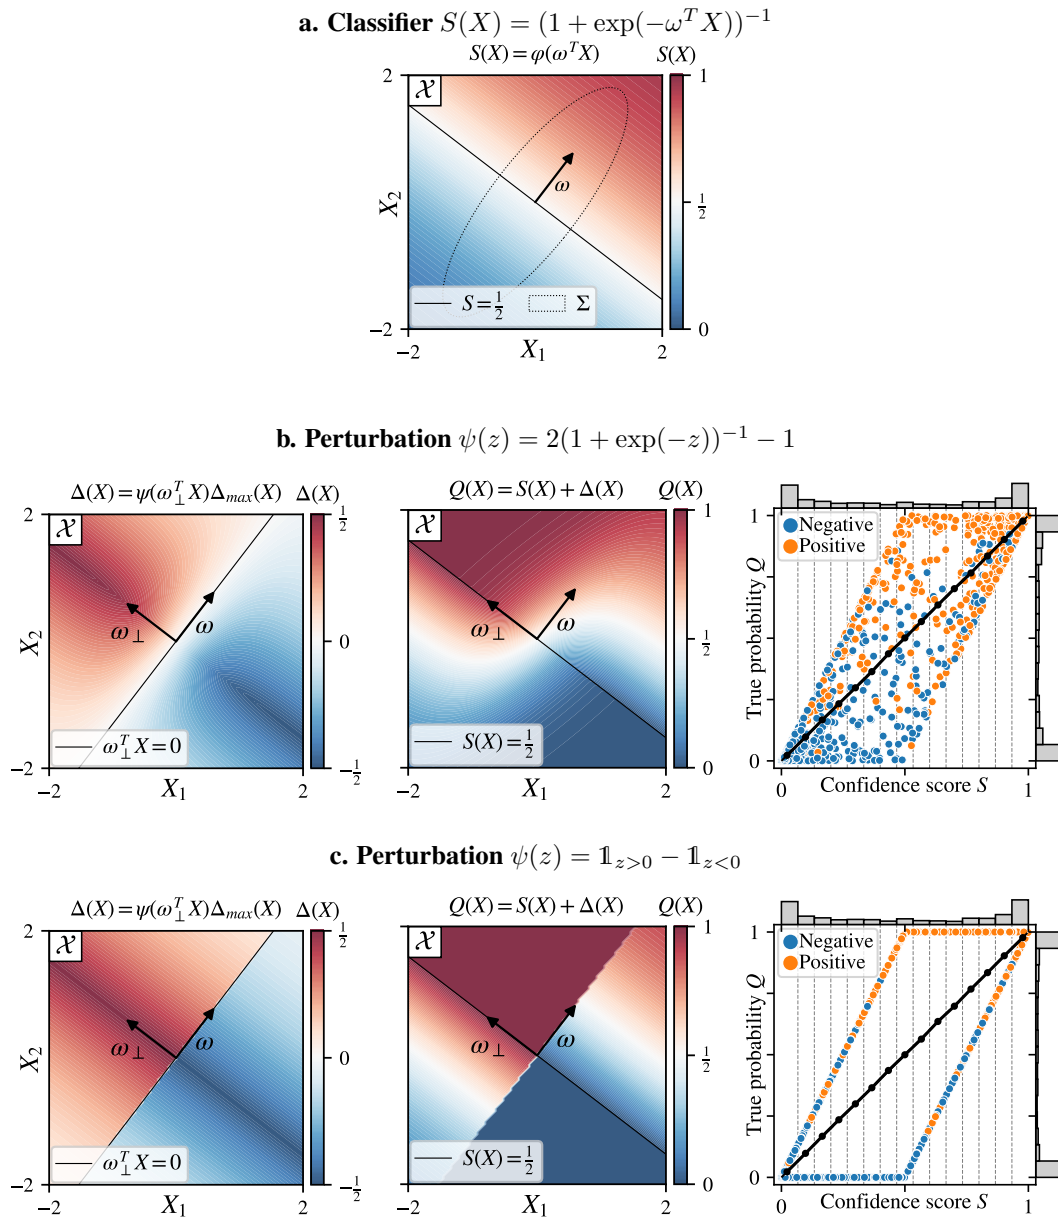 a. Classifier S(X) = (1 + exp(−ω^T X))^{−1}
S(X) = φ(ω^T X)
S(X)
2
𝒳
1
X_2
ω
1/2
S = 1/2
Σ
−2
0
−2
X_1
2
b. Perturbation ψ(z) = 2(1 + exp(−z))^{−1} − 1
Δ(X) = ψ(ω_⊥^T X)Δ_{max}(X)
Δ(X)
Q(X) = S(X) + Δ(X)
Q(X)
2
𝒳
1/2
𝒳
1
1
Negative
Positive
X_2
ω_⊥
ω
0
ω_⊥
ω
1/2
True probability Q
ω_⊥^T X = 0
S(X) = 1/2
−2
−1/2
0
0
−2
X_1
2
−2
X_1
2
0
Confidence score S
1
c. Perturbation ψ(z) = 𝟙_{z>0} − 𝟙_{z<0}
Δ(X) = ψ(ω_⊥^T X)Δ_{max}(X)
Δ(X)
Q(X) = S(X) + Δ(X)
Q(X)
2
𝒳
1/2
𝒳
1
1
Negative
Positive
X_2
ω_⊥
ω
0
ω_⊥
ω
1/2
True probability Q
ω_⊥^T X = 0
S(X) = 1/2
−2
−1/2
0
0
−2
X_1
2
−2
X_1
2
0
Confidence score S
1